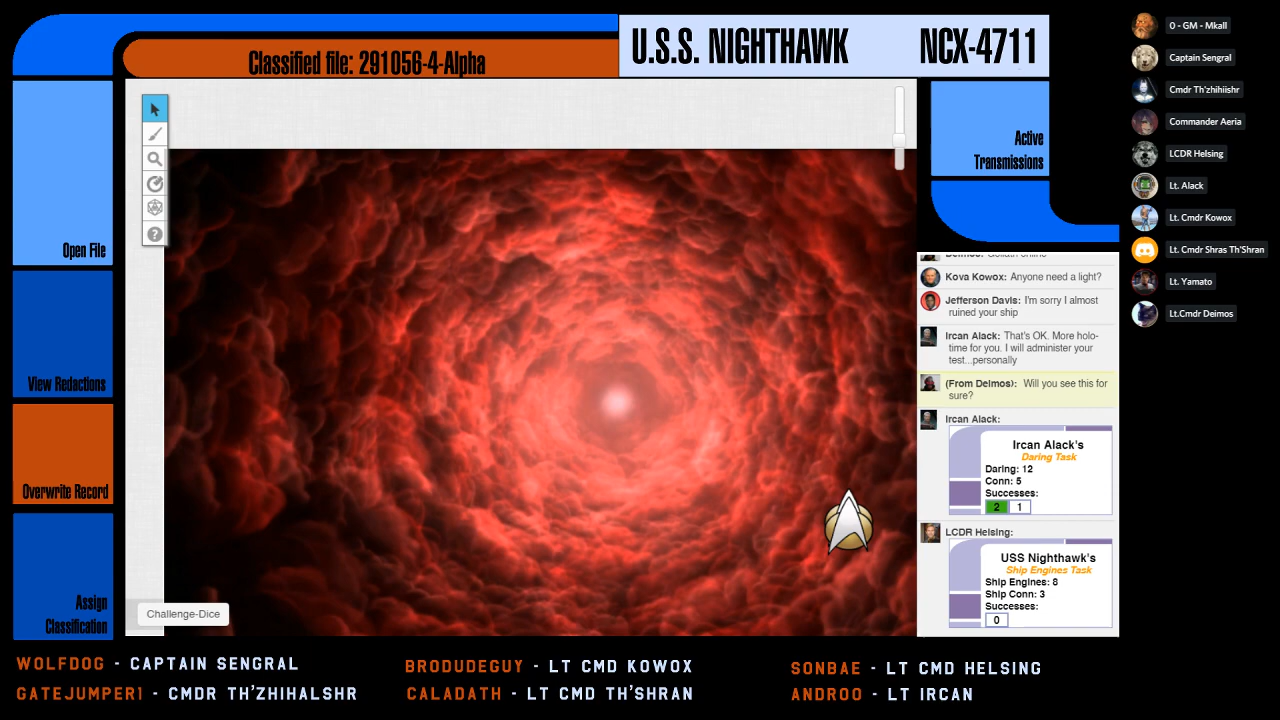 Classified file: 291056-4-Alpha
U.S.S. NIGHTHAWK NCX-4711
Open File
View Redactions
Overwrite Record
Assign
Classification
Challenge-Dice
Active
Transmissions
Kova Kowox: Anyone need a light?
Jefferson Davis: I'm sorry I almost
ruined your ship
Ircan Alack: That's OK. More holo-
time for you. I will administer your
test...personally
(From Deimos): Will you see this for
sure?
Ircan Alack:
Ircan Alack's
Daring Task
Daring: 12
Conn: 5
Successes:
2 1
LCDR Helsing:
USS Nighthawk's
Ship Engines Task
Ship Engines: 8
Ship Conn: 3
Successes:
0
0 - GM - Mkall
Captain Sengral
Cmdr Th'zhihiishr
Commander Aeria
LCDR Helsing
Lt. Alack
Lt. Cmdr Kowox
Lt. Cmdr Shras Th'Shran
Lt. Yamato
Lt.Cmdr Deimos
WOLFDOG - CAPTAIN SENGRAL
GATEJUMPER1 - CMDR TH'ZHIHALSHR
BRODUDEGUY - LT CMD KOWOX
CALADATH - LT CMD TH'SHRAN
SONBAE - LT CMD HELSING
ANDROO - LT IRCAN